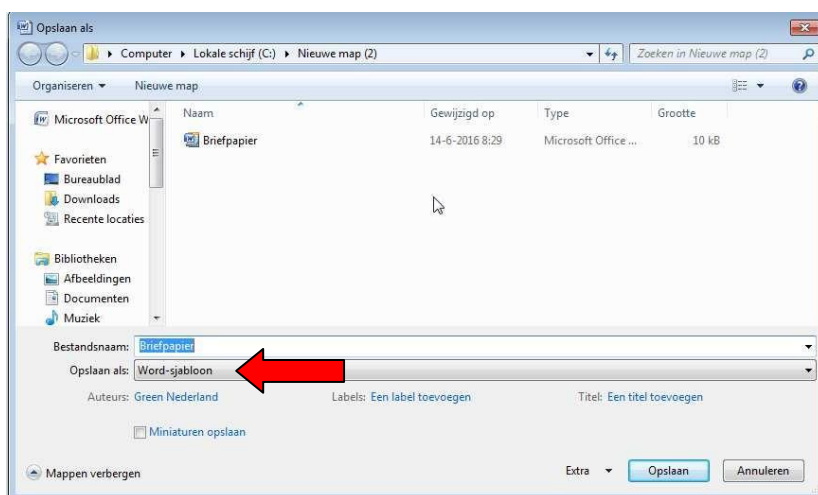 Opslaan als
Computer Lokale schijf (C:) Nieuwe map (2) Zoeken in Nieuwe map (2)
Organiseren Nieuwe map
Microsoft Office W
Naam Gewijzigd op Type Grootte
Briefpapier 14-6-2016 8:29 Microsoft Office ... 10 kB
Favorieten
Bureaublad
Downloads
Recente locaties
Bibliotheken
Afbeeldingen
Documenten
Muziek
Bestandsnaam: Briefpapier
Opslaan als: Word-sjabloon
Auteurs: Green Nederland Labels: Een label toevoegen Titel: Een titel toevoegen
Miniaturen opslaan
Mappen verbergen Extra Opslaan Annuleren